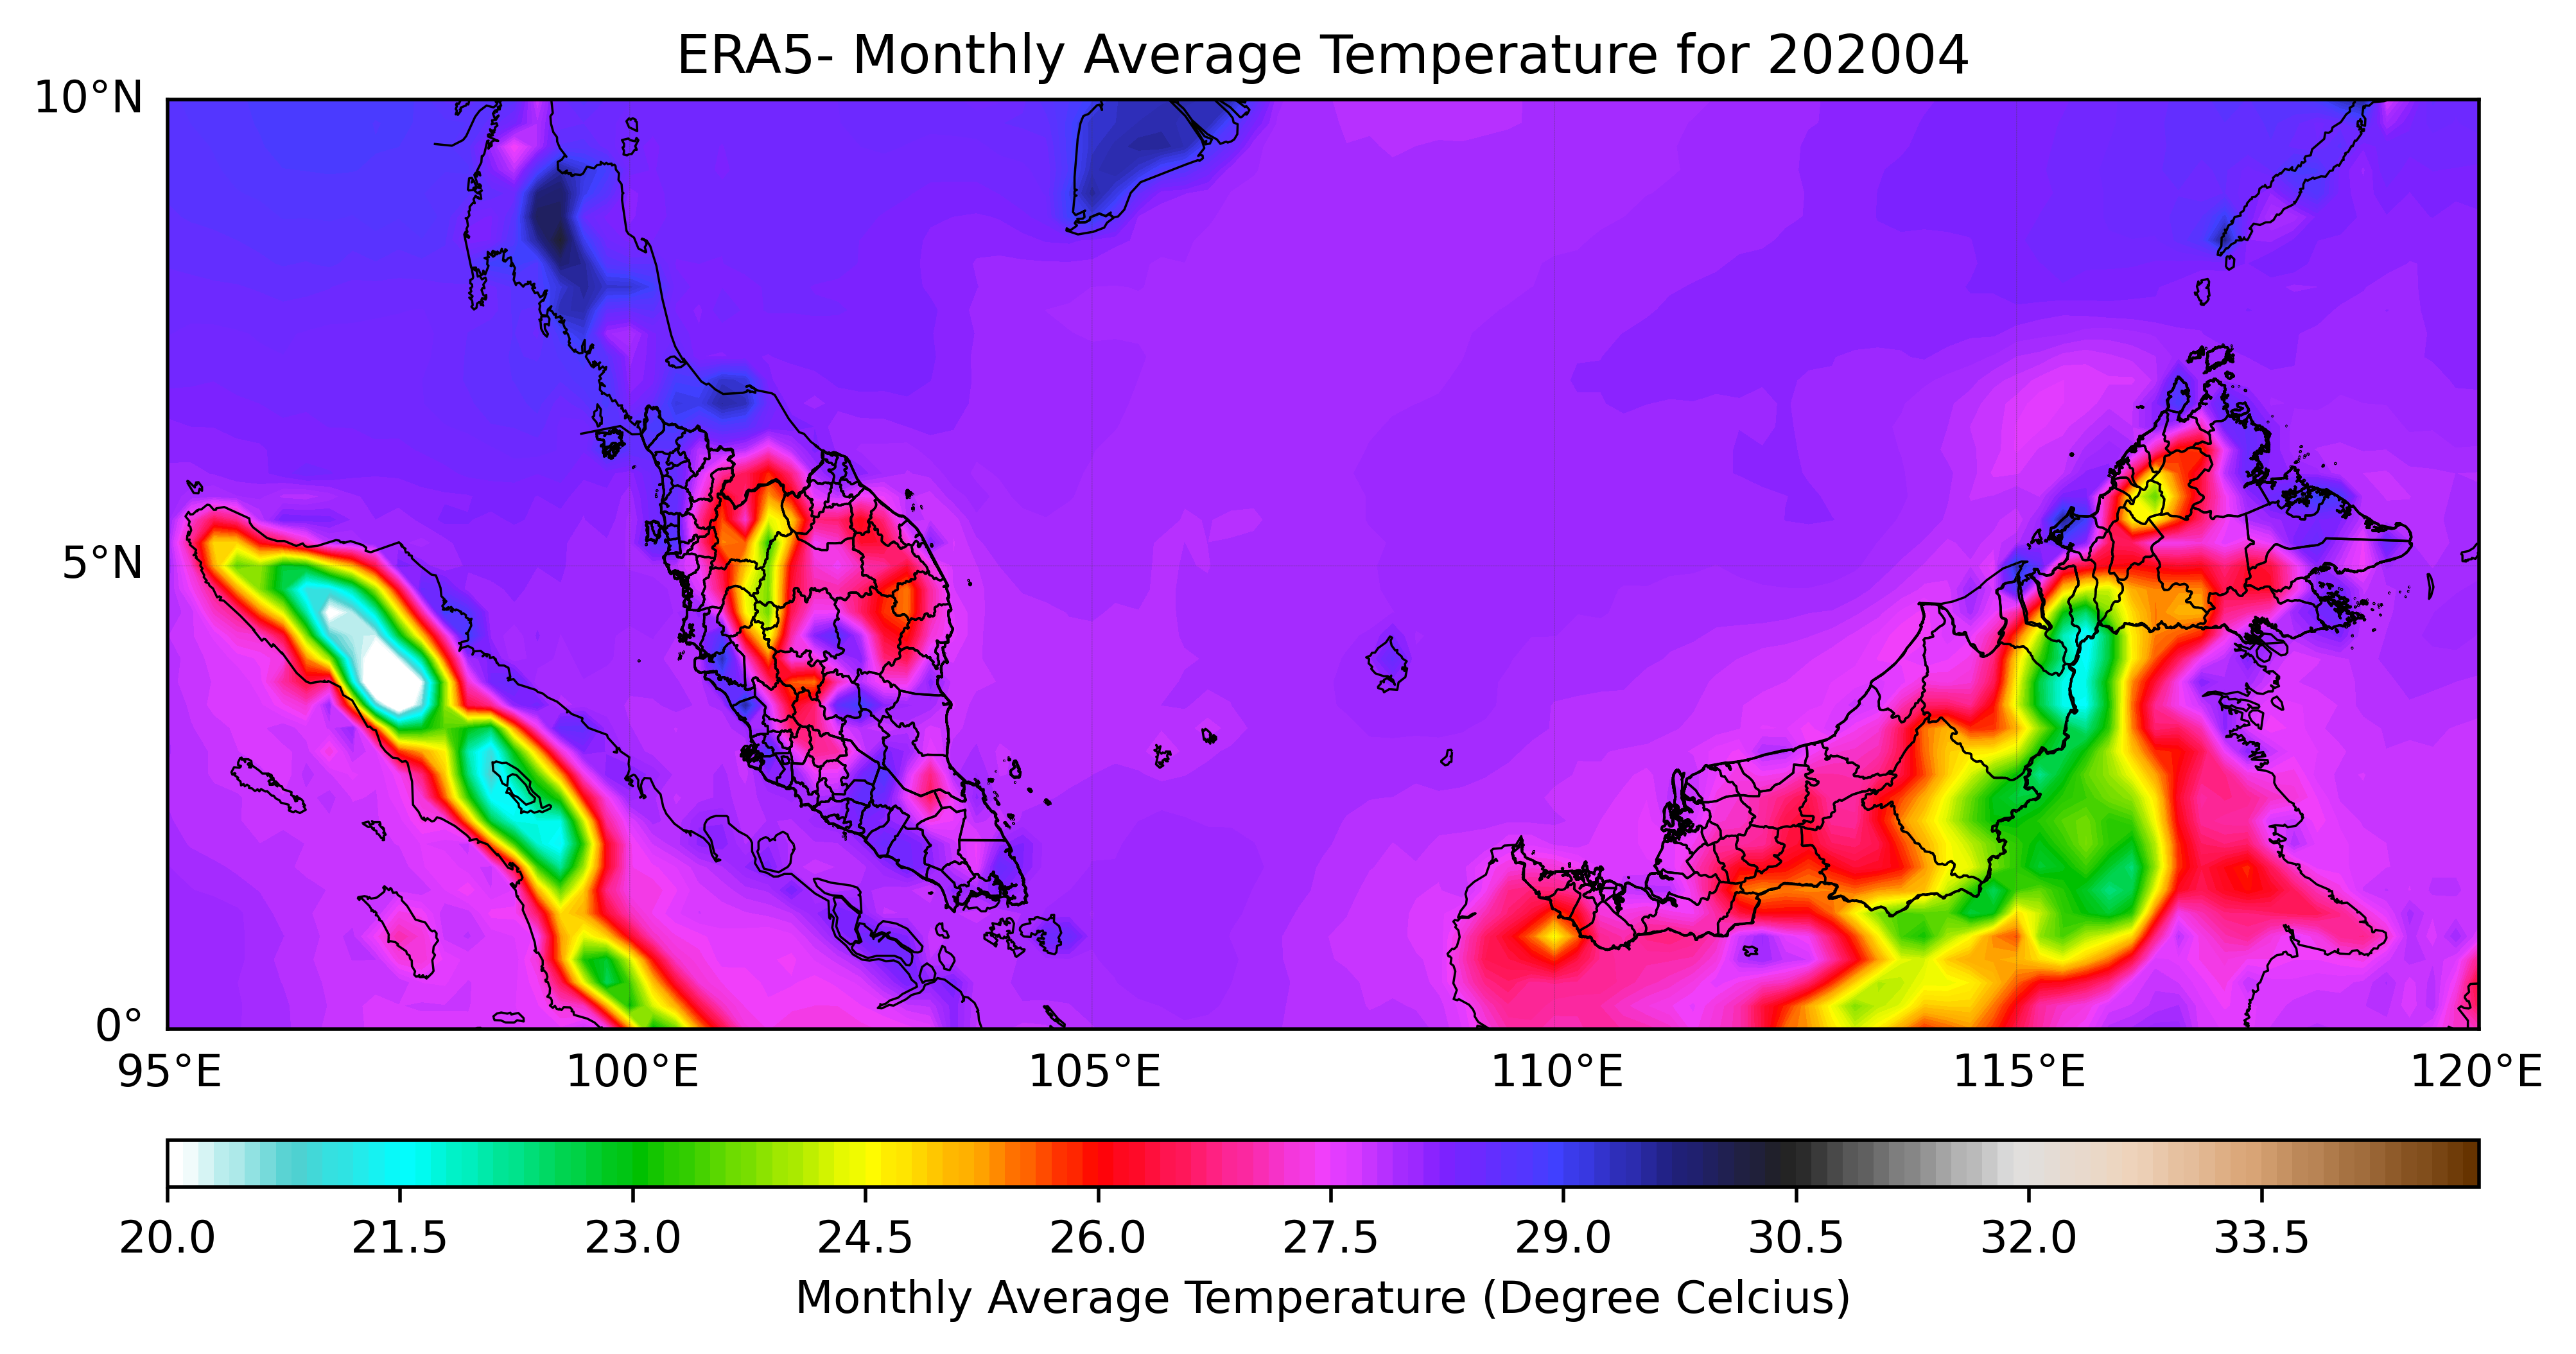 ERA5- Monthly Average Temperature for 202004
10°N
5°N
0°
95°E 100°E 105°E 110°E 115°E 120°E
20.0 21.5 23.0 24.5 26.0 27.5 29.0 30.5 32.0 33.5
Monthly Average Temperature (Degree Celcius)